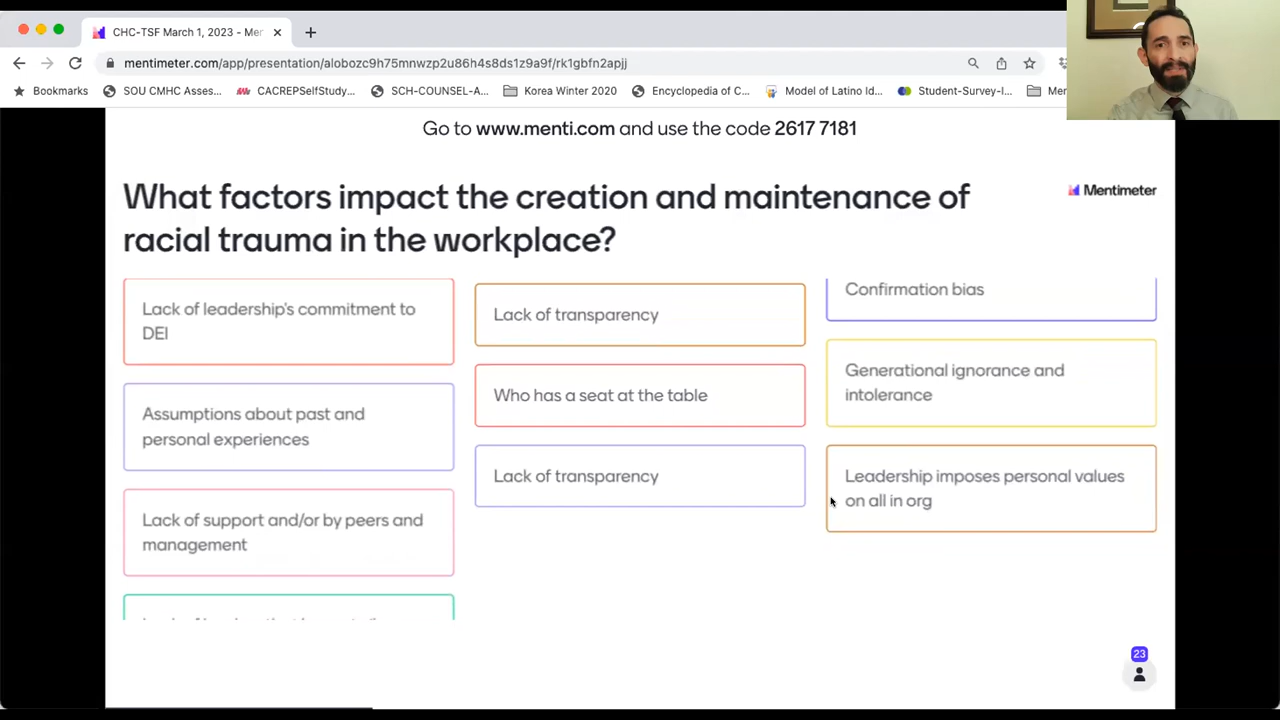 CHC-TSF March 1, 2023 - Mer
mentimeter.com/app/presentation/alobozc9h75mnwzp2u86h4s8ds1z9a9f/rk1gbfn2apjj
Bookmarks
SOU CMHC Asses...
CACREPSelfStudy...
SCH-COUNSEL-A...
Korea Winter 2020
Encyclopedia of C...
Model of Latino Id...
Student-Survey-I...
Go to www.menti.com and use the code 2617 7181
What factors impact the creation and maintenance of
racial trauma in the workplace?
Mentimeter
Lack of leadership's commitment to
DEI
Assumptions about past and
personal experiences
Lack of support and/or by peers and
management
Lack of transparency
Who has a seat at the table
Lack of transparency
Confirmation bias
Generational ignorance and
intolerance
Leadership imposes personal values
on all in org
23